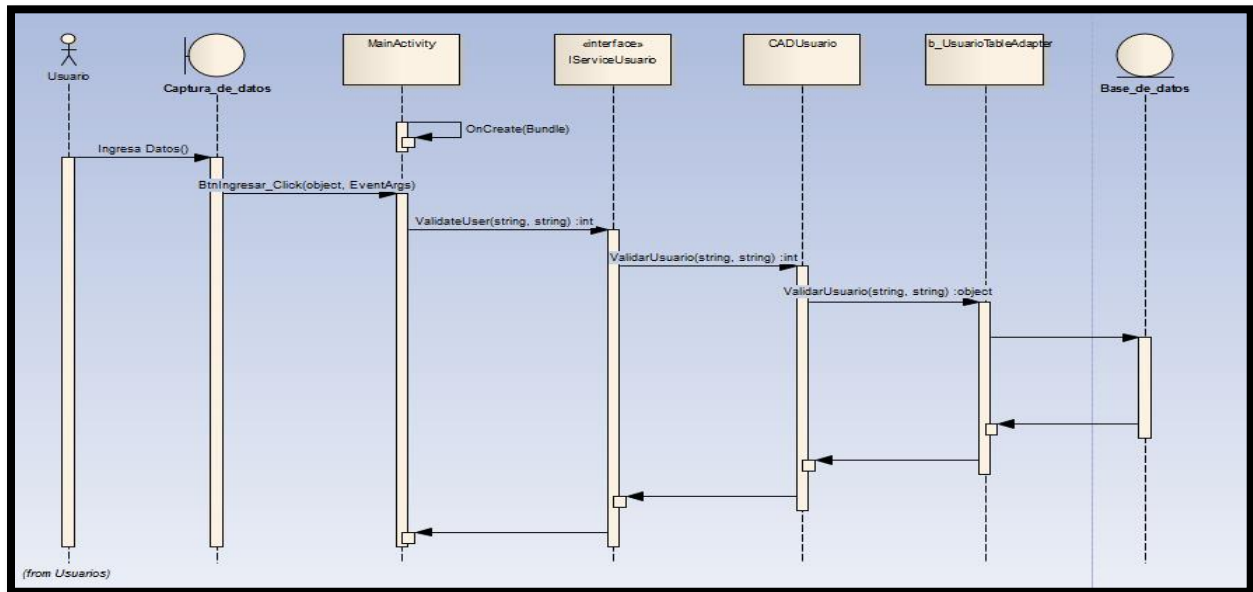 Usuario
Captura_de_datos
MainActivity
«interface»
IServiceUsuario
CADUsuario
b_UsuarioTableAdapter
Base_de_datos
OnCreate(Bundle)
Ingresa Datos()
BtnIngresar_Click(object, EventArgs)
ValidateUser(string, string) :int
ValidarUsuario(string, string) :int
ValidarUsuario(string, string) :object
(from Usuarios)